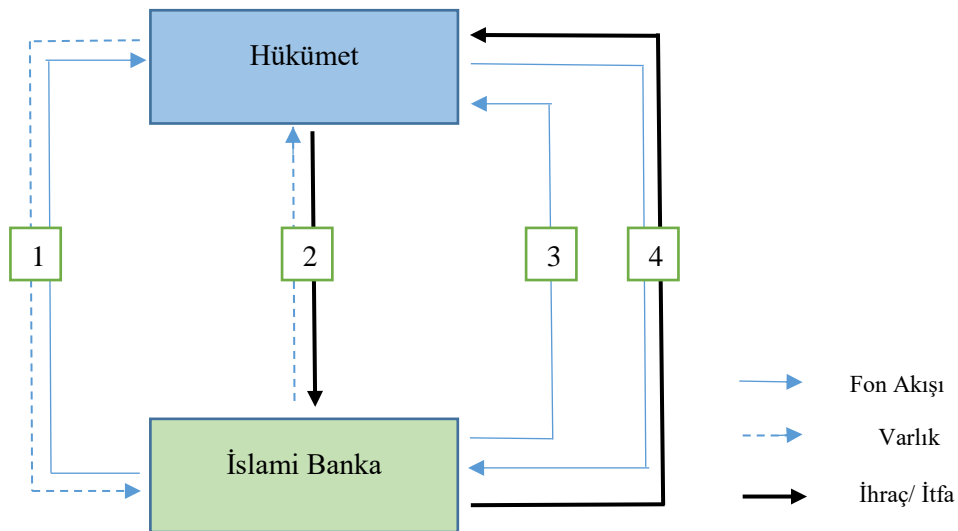 Hükümet
1
2
3
4
İslami Banka
Fon Akışı
Varlık
İhraç/ İtfa